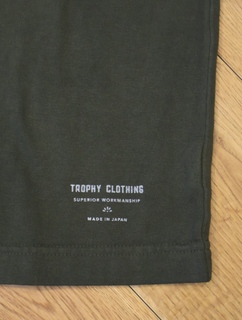 TROPHY CLOTHING
SUPERIOR WORKMANSHIP
MADE IN JAPAN